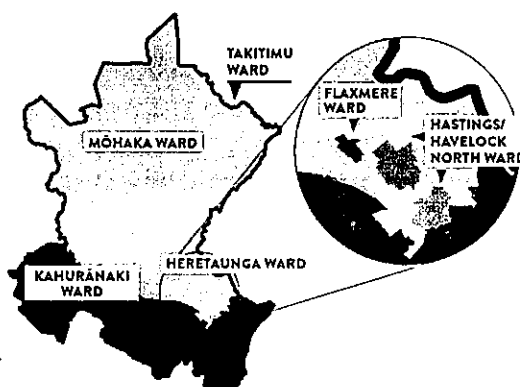 TAKITIMU
WARD
FLAXMERE
WARD
HASTINGS/
HAVELOCK
NORTH WARD
MŌHAKA WARD
HERETAUNGA WARD
KAHURĀNAKI
WARD